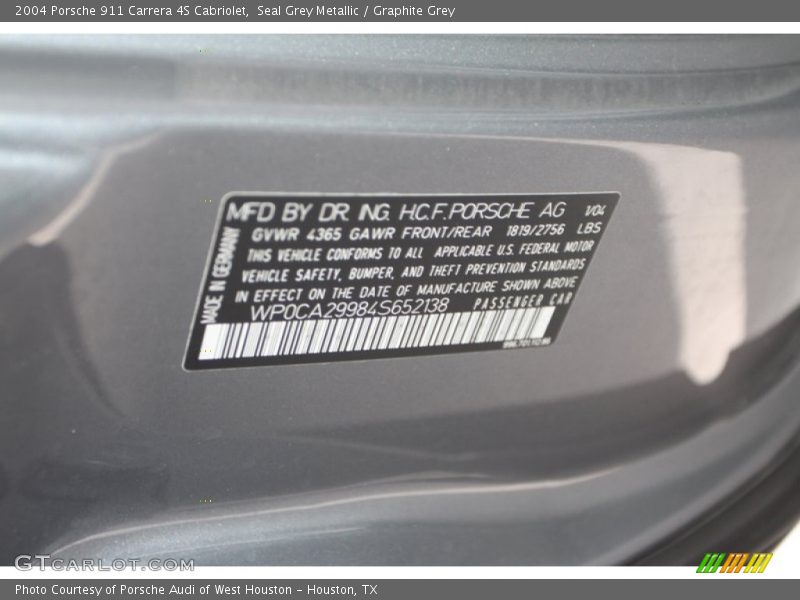 2004 Porsche 911 Carrera 4S Cabriolet,  Seal Grey Metallic / Graphite Grey
MFD BY DR ING. H.C.F.PORSCHE AG 1/04
GVWR 4365 GAWR FRONT/REAR 1819/2756 LBS
THIS VEHICLE CONFORMS TO ALL APPLICABLE U.S. FEDERAL MOTOR
VEHICLE SAFETY, BUMPER, AND THEFT PREVENTION STANDARDS
IN EFFECT ON THE DATE OF MANUFACTURE SHOWN ABOVE
WP0CA29984S652138 PASSENGER CAR
MADE IN GERMANY
GTCARLOT.COM
Photo Courtesy of Porsche Audi of West Houston - Houston, TX